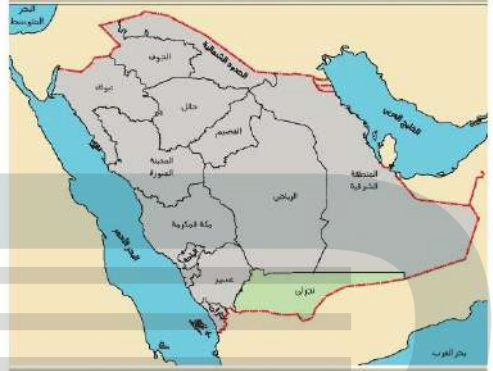 البحر
المتوسط
الحدود الشمالية
الجوف
تبوك
حائل
القصيم
الخليج العربي
المدينة
المنورة
المنطقة
الشرقية
الرياض
مكة المكرمة
البحر الأحمر
عسير
نجران
بحر العرب